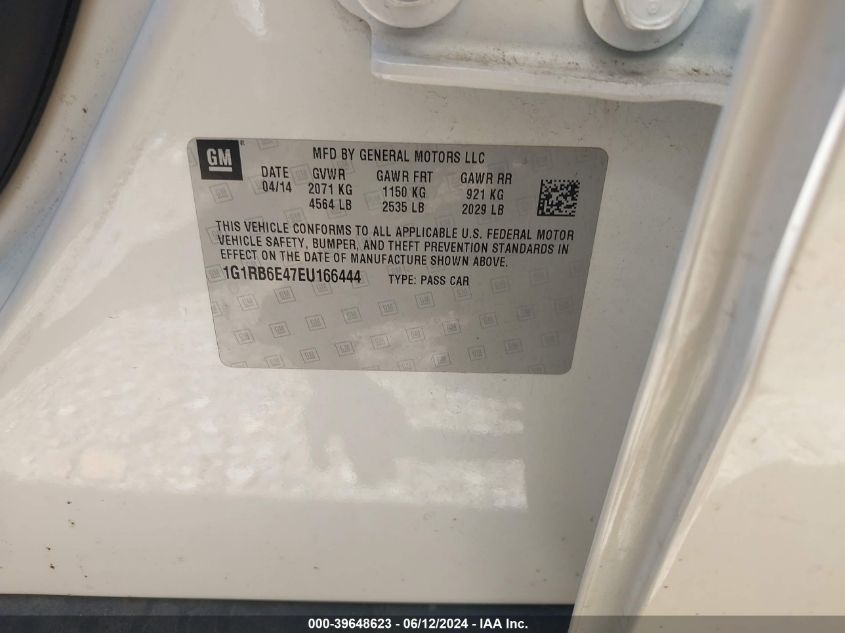 GM ®
MFD BY GENERAL MOTORS LLC
DATE GVWR GAWR FRT GAWR RR
04/14 2071 KG 1150 KG 921 KG
4564 LB 2535 LB 2029 LB
THIS VEHICLE CONFORMS TO ALL APPLICABLE U.S. FEDERAL MOTOR
VEHICLE SAFETY, BUMPER, AND THEFT PREVENTION STANDARDS IN
EFFECT ON THE DATE OF MANUFACTURE SHOWN ABOVE.
1G1RB6E47EU166444 TYPE: PASS CAR
000-39648623 - 06/12/2024 - IAA Inc.